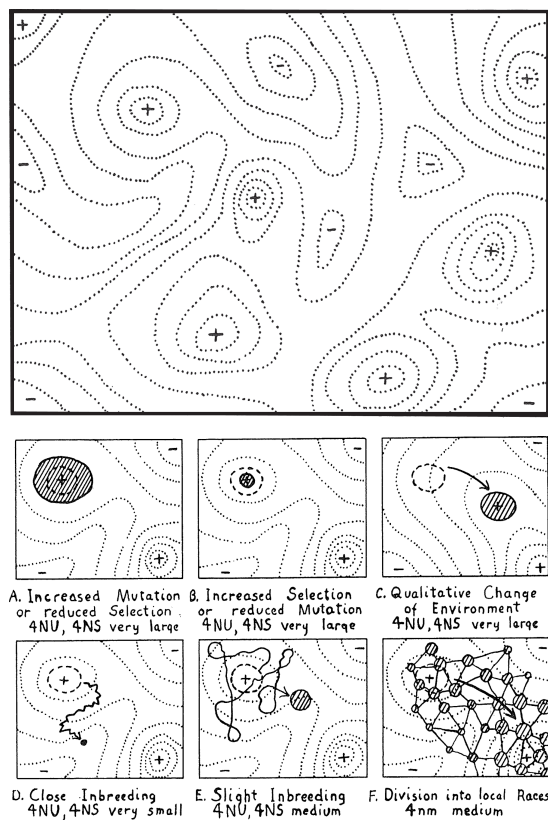 A. Increased Mutation
or reduced Selection
4NU, 4NS very large
B. Increased Selection
or reduced Mutation
4NU, 4NS very large
C. Qualitative Change
of Environment
4NU, 4NS very large
D. Close Inbreeding
4NU, 4NS very small
E. Slight Inbreeding
4NU, 4NS medium
F. Division into local Races
4nm medium